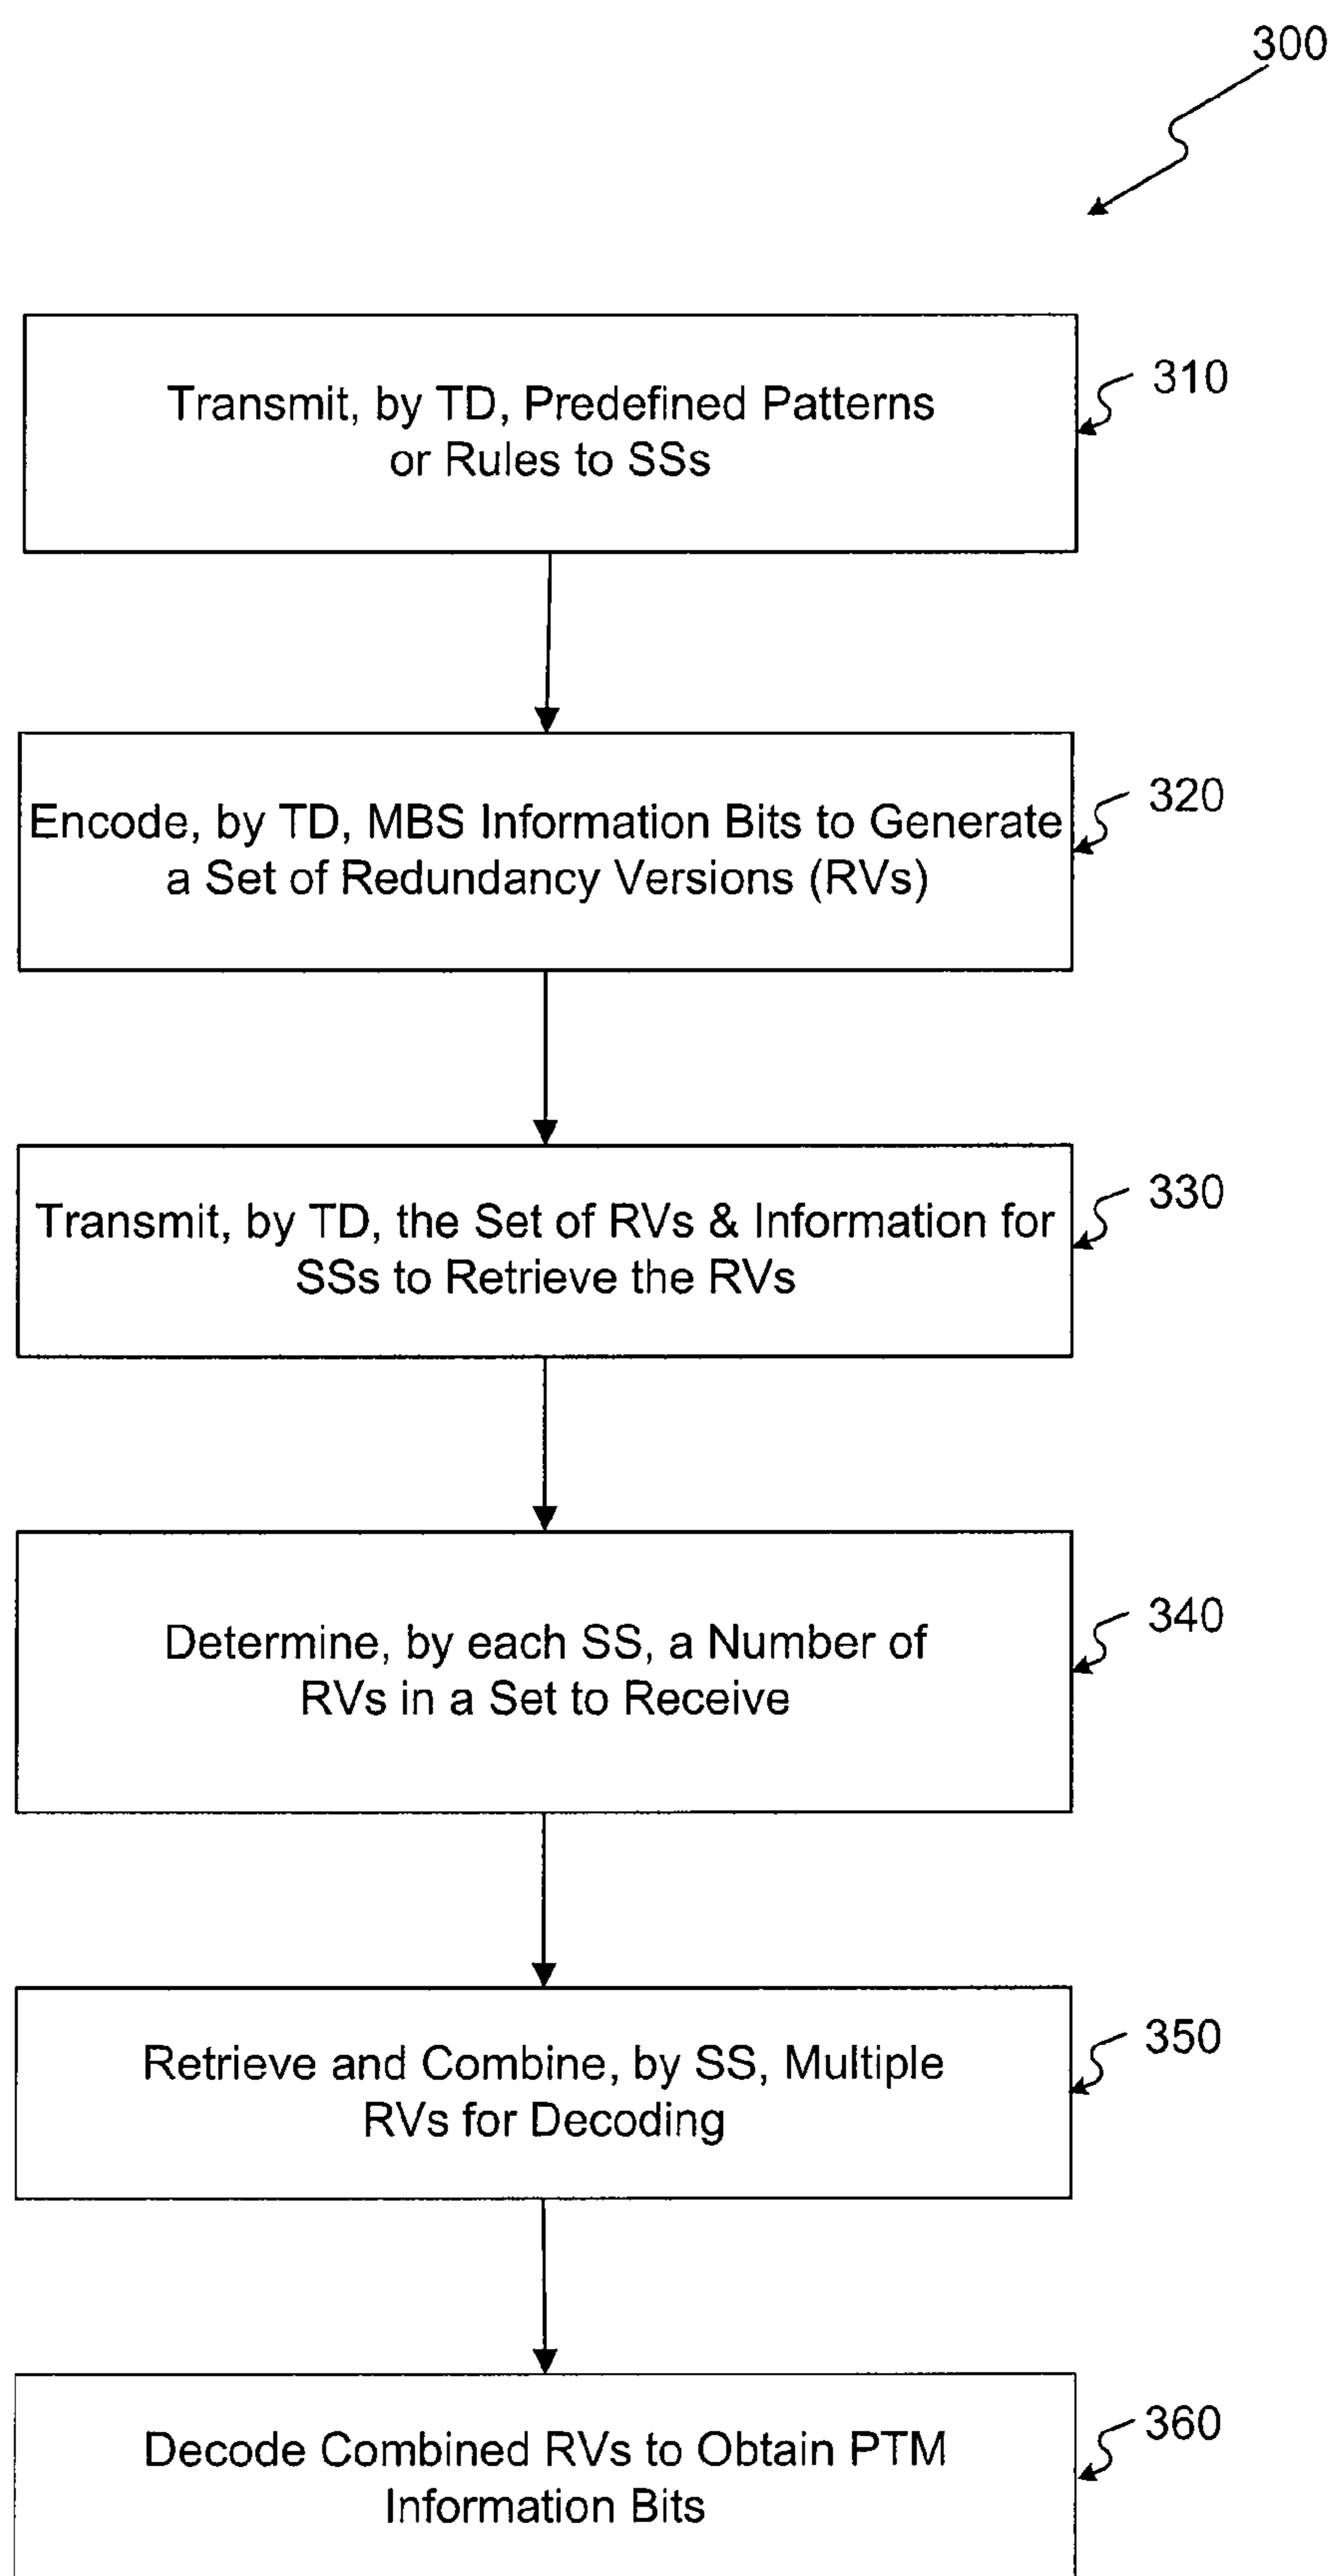 300
Transmit, by TD, Predefined Patterns
or Rules to SSs
310
Encode, by TD, MBS Information Bits to Generate
a Set of Redundancy Versions (RVs)
320
Transmit, by TD, the Set of RVs & Information for
SSs to Retrieve the RVs
330
Determine, by each SS, a Number of
RVs in a Set to Receive
340
Retrieve and Combine, by SS, Multiple
RVs for Decoding
350
Decode Combined RVs to Obtain PTM
Information Bits
360